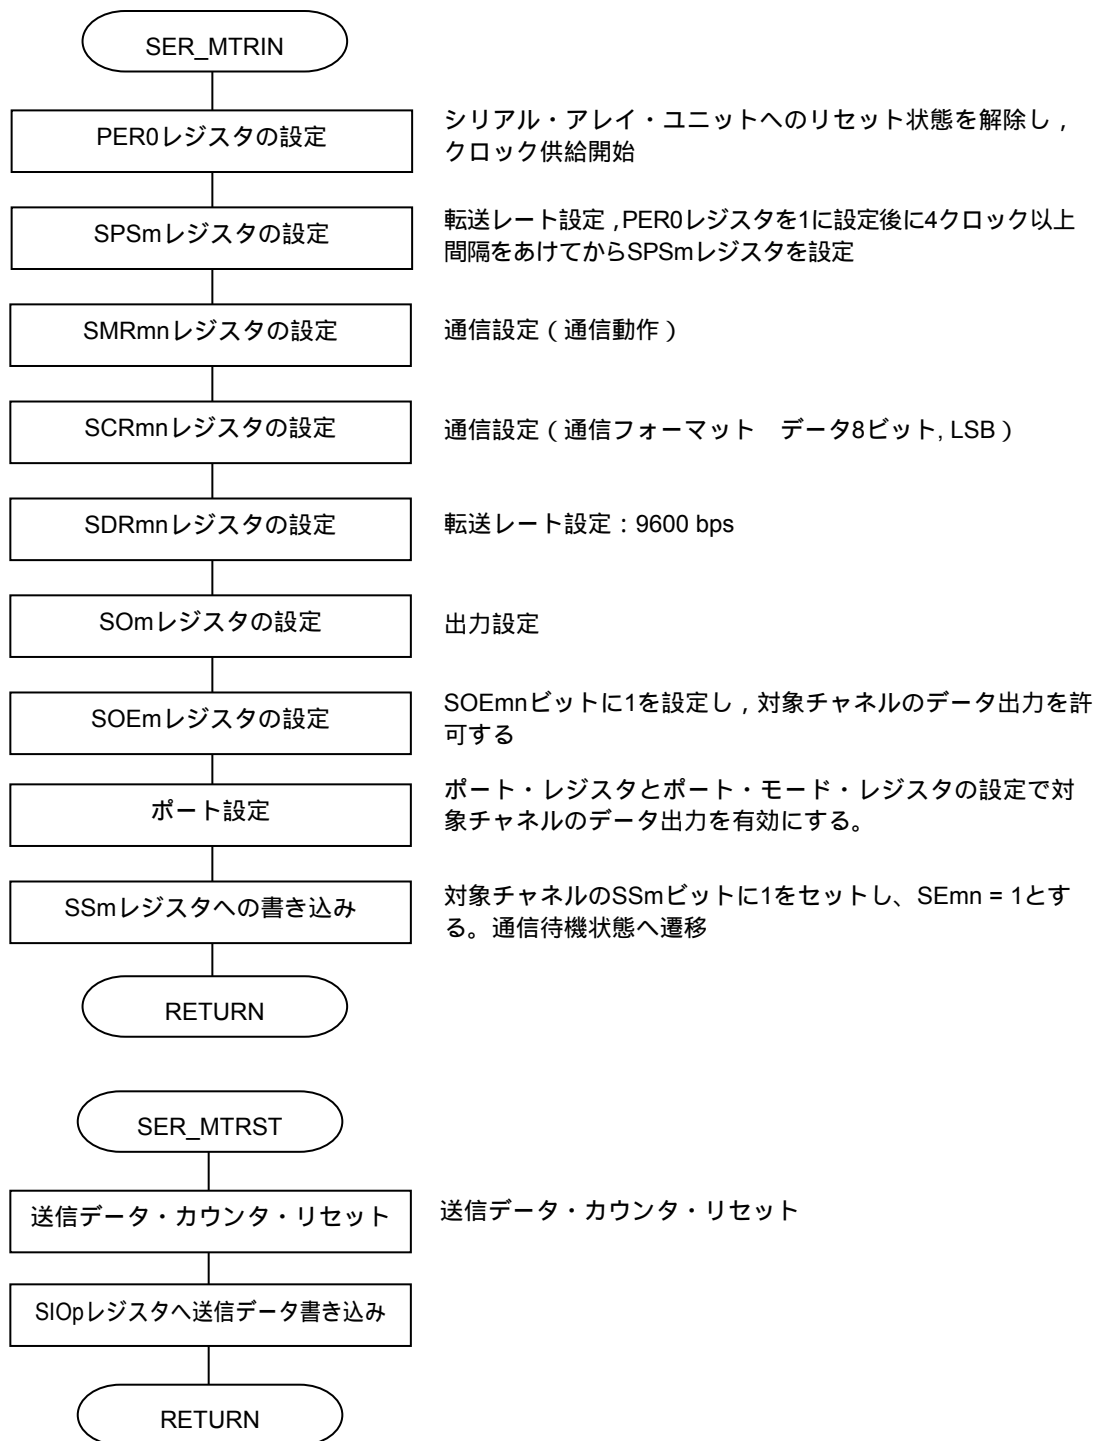 SER_MTRIN
PER0レジスタの設定
シリアル・アレイ・ユニットへのリセット状態を解除し,
クロック供給開始
SPSmレジスタの設定
転送レート設定,PER0レジスタを1に設定後に4クロック以上
間隔をあけてからSPSmレジスタを設定
SMRmnレジスタの設定
通信設定(通信動作)
SCRmnレジスタの設定
通信設定(通信フォーマット データ8ビット, LSB)
SDRmnレジスタの設定
転送レート設定:9600 bps
SOmレジスタの設定
出力設定
SOEmレジスタの設定
SOEmnビットに1を設定し,対象チャネルのデータ出力を許
可する
ポート設定
ポート・レジスタとポート・モード・レジスタの設定で対
象チャネルのデータ出力を有効にする。
SSmレジスタへの書き込み
対象チャネルのSSmビットに1をセットし、SEmn = 1とす
る。通信待機状態へ遷移
RETURN
SER_MTRST
送信データ・カウンタ・リセット
送信データ・カウンタ・リセット
SIOpレジスタへ送信データ書き込み
RETURN